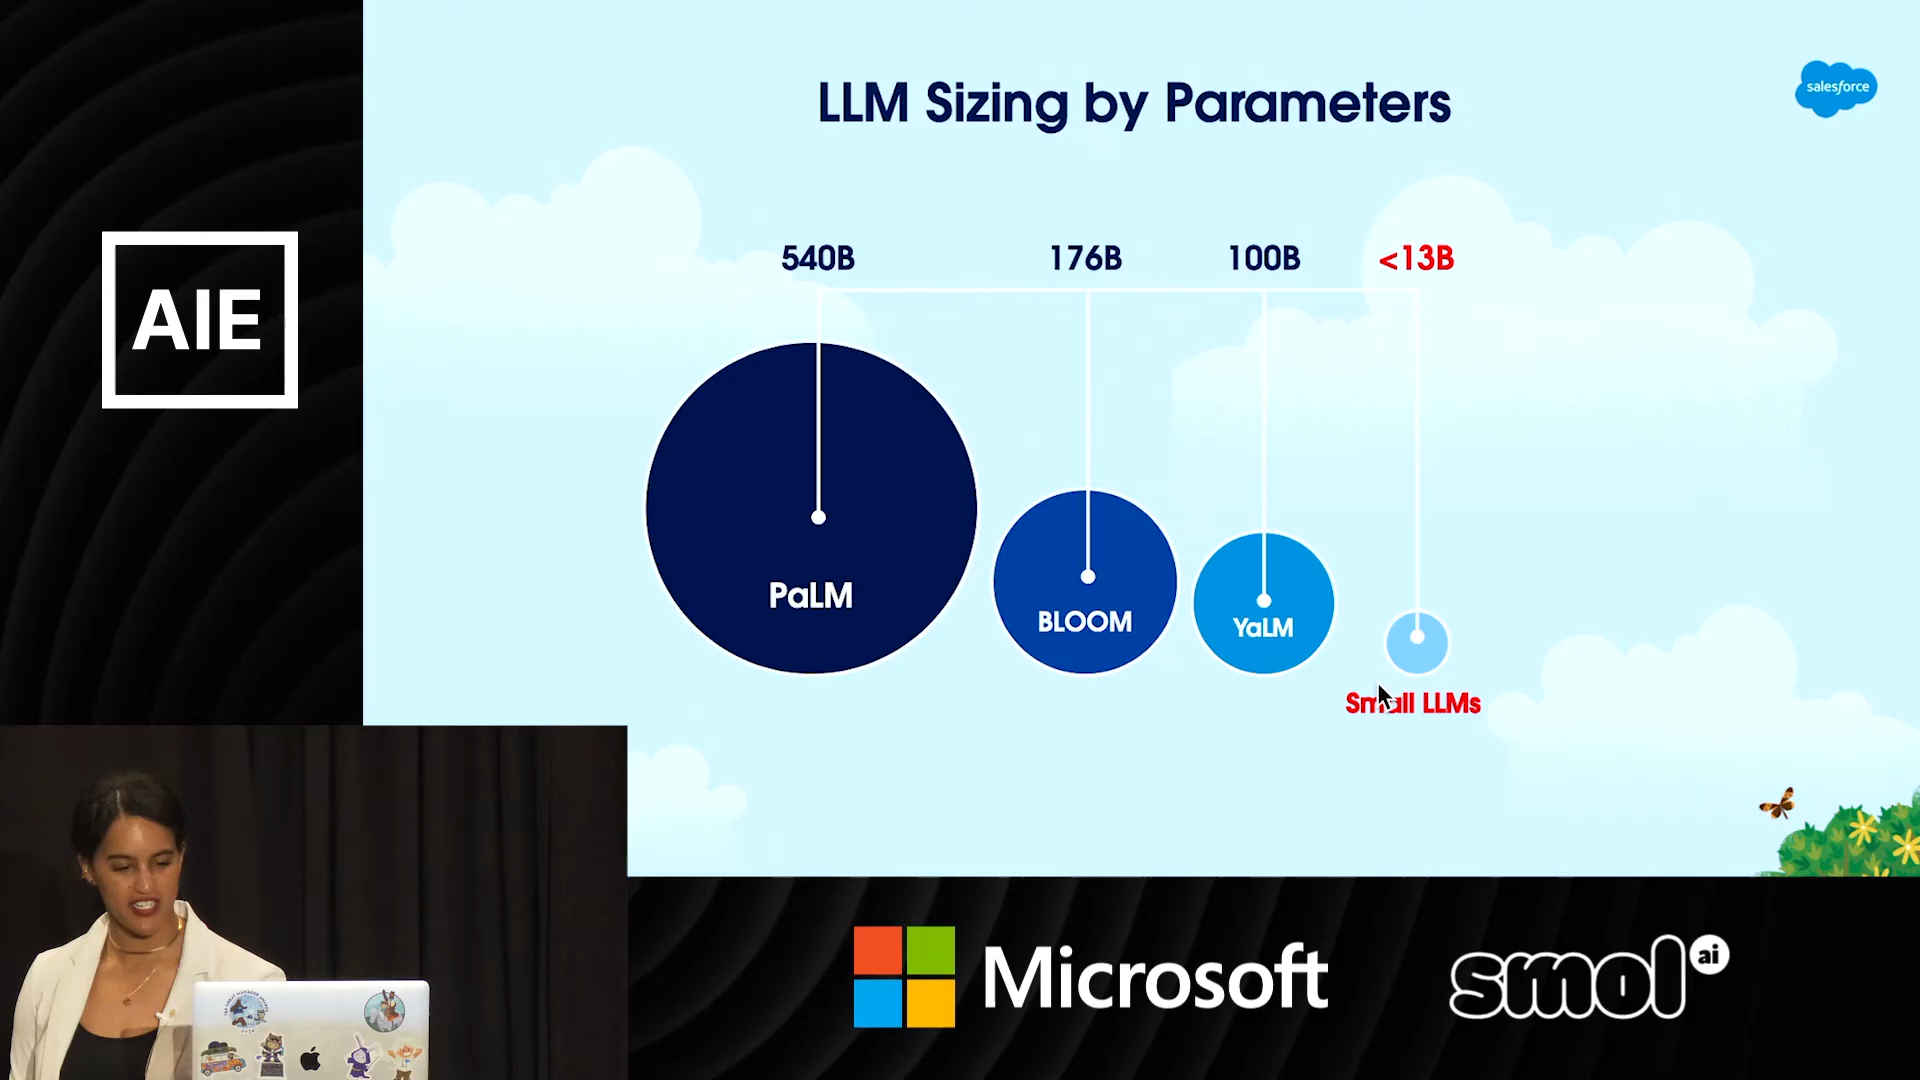 LLM Sizing by Parameters
salesforce
540B
176B
100B
<13B
AIE
PaLM
BLOOM
YaLM
Small LLMs
Microsoft
smol ai